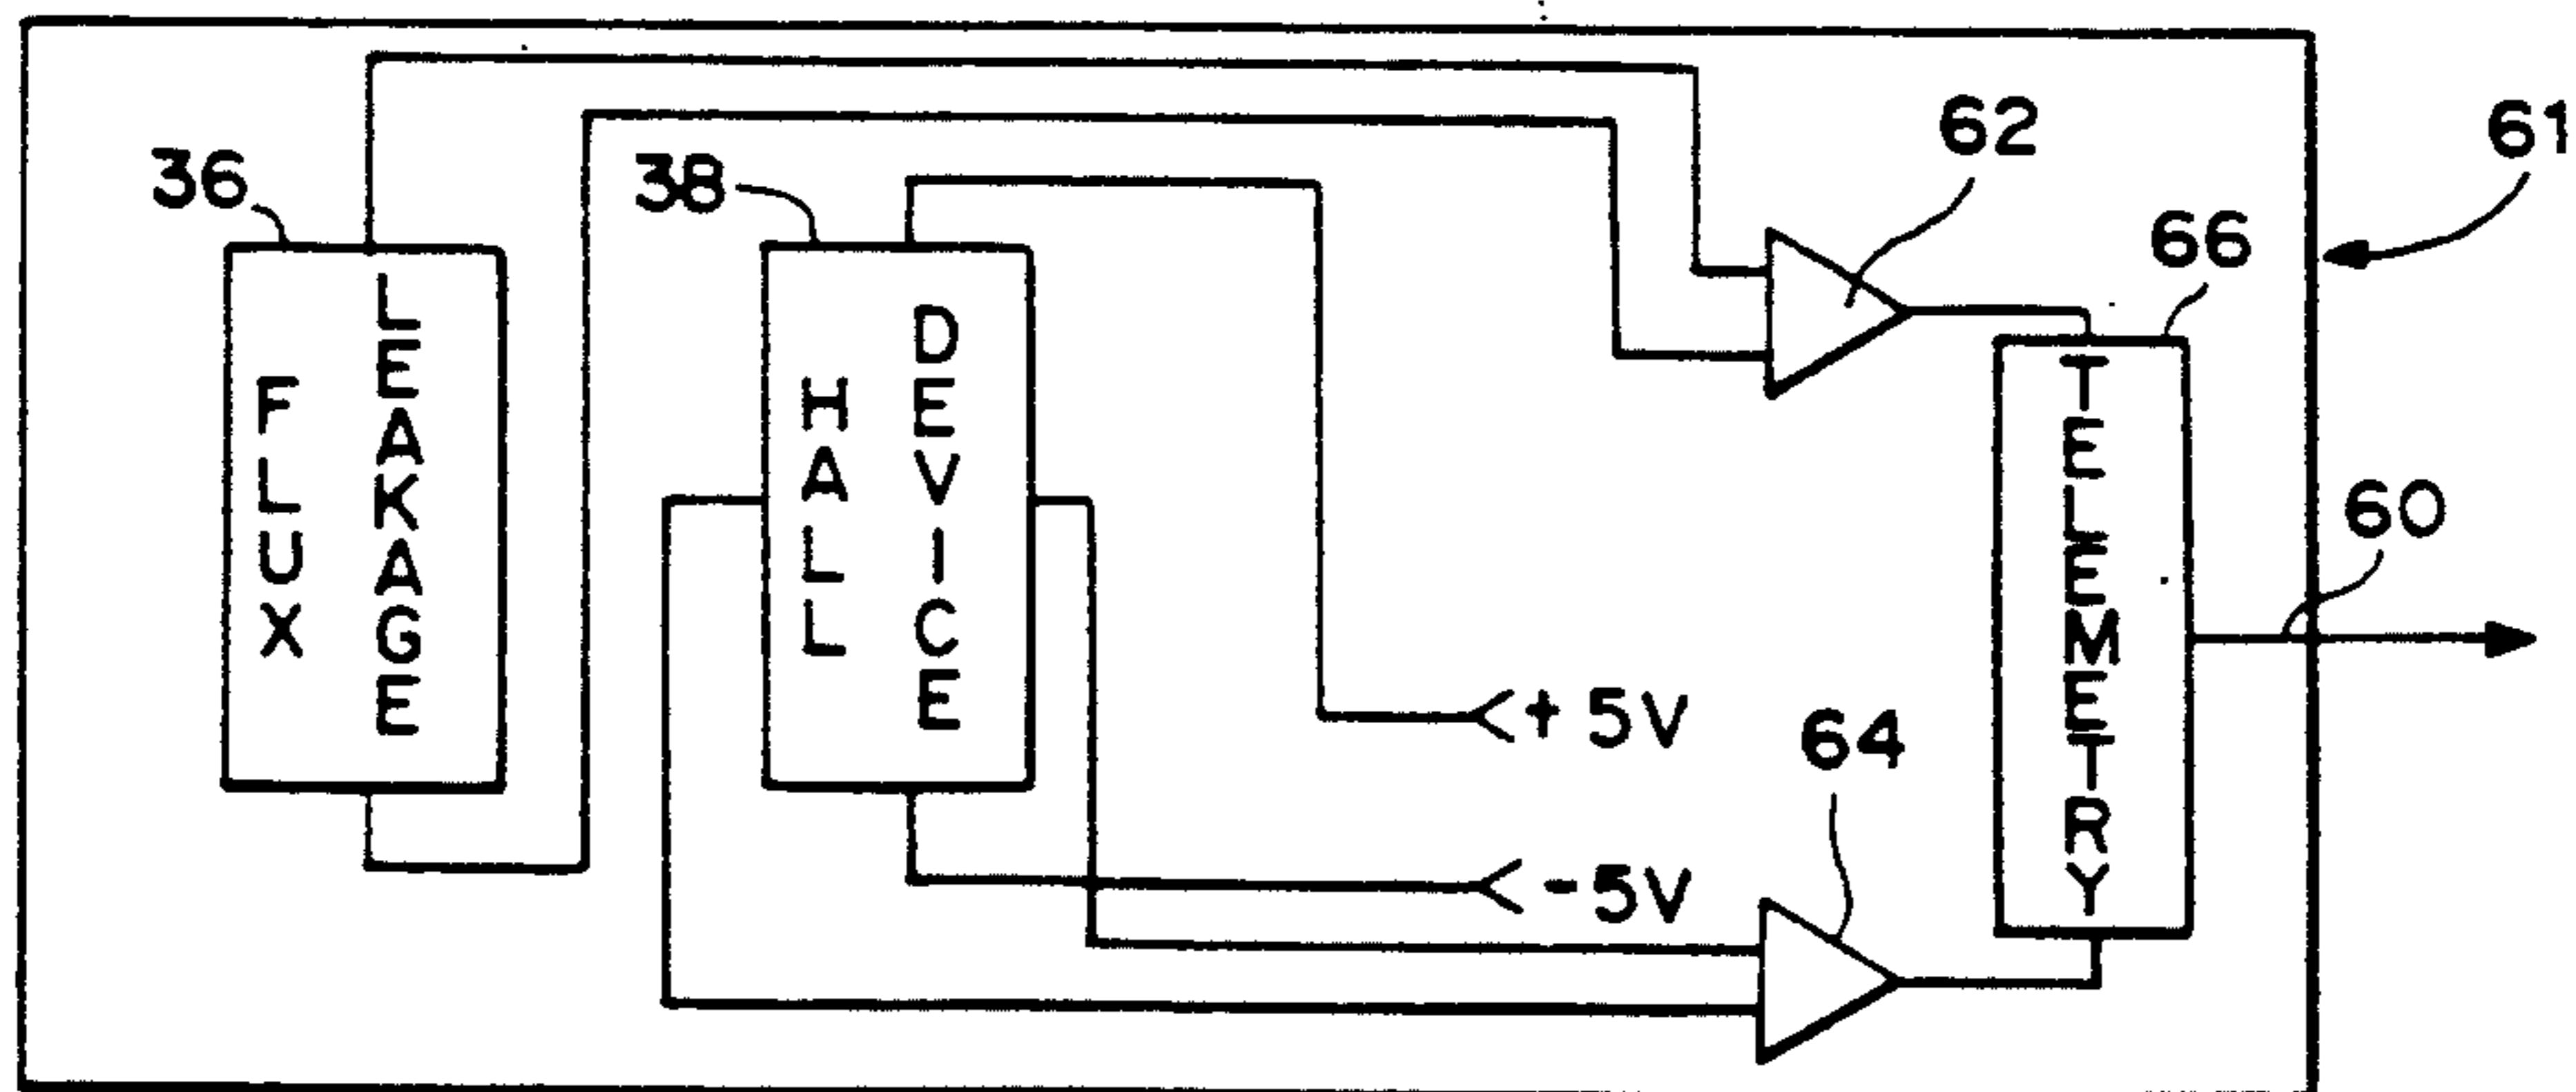 61
62
36
38
66
FLUX
LEAKAGE
HALL
DEVICE
TELEMETRY
60
+5V
64
-5V